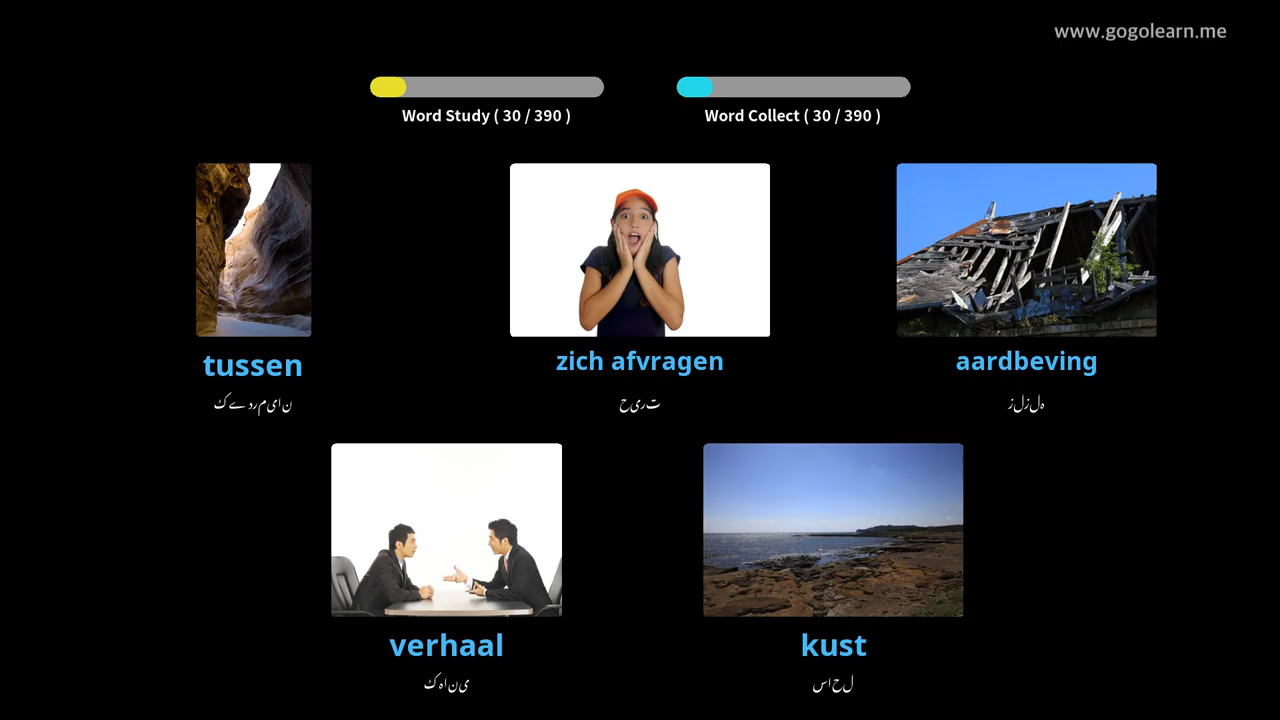 www.gogolearn.me
Word Study ( 30 / 390 )
Word Collect ( 30 / 390 )
tussen
کے درمیان
zich afvragen
حیرت
aardbeving
زلزلہ
verhaal
کہانی
kust
ساحل